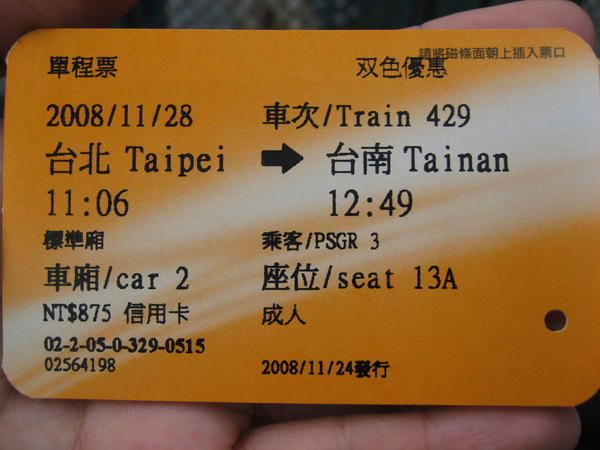 請將磁條面朝上插入票口
單程票 双色優惠
2008/11/28 車次/Train 429
台北 Taipei → 台南 Tainan
11:06 12:49
標準廂 乘客/PSGR 3
車廂/car 2 座位/seat 13A
NT$875 信用卡 成人
02-2-05-0-329-0515
02564198 2008/11/24發行